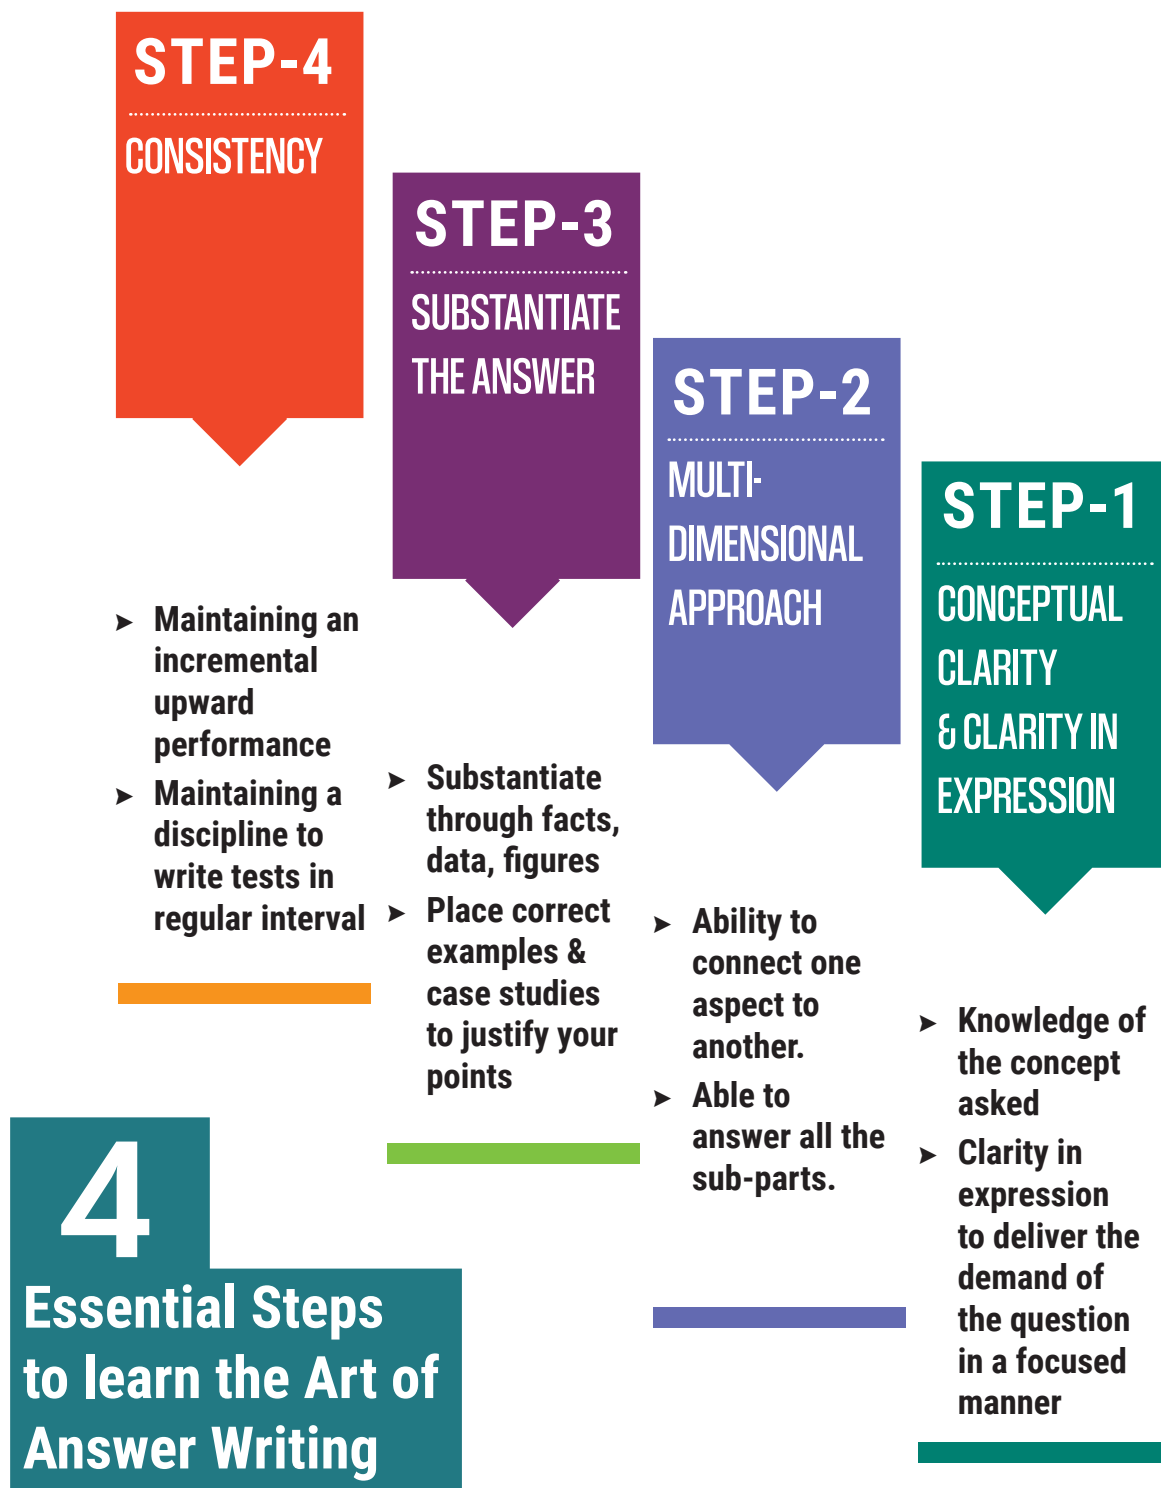 STEP-4
CONSISTENCY
➤ Maintaining an
incremental
upward
performance
➤ Maintaining a
discipline to
write tests in
regular interval
STEP-3
SUBSTANTIATE
THE ANSWER
➤ Substantiate
through facts,
data, figures
➤ Place correct
examples &
case studies
to justify your
points
STEP-2
MULTI-
DIMENSIONAL
APPROACH
➤ Ability to
connect one
aspect to
another.
➤ Able to
answer all the
sub-parts.
STEP-1
CONCEPTUAL
CLARITY
& CLARITY IN
EXPRESSION
➤ Knowledge of
the concept
asked
➤ Clarity in
expression
to deliver the
demand of
the question
in a focused
manner
4
Essential Steps
to learn the Art of
Answer Writing